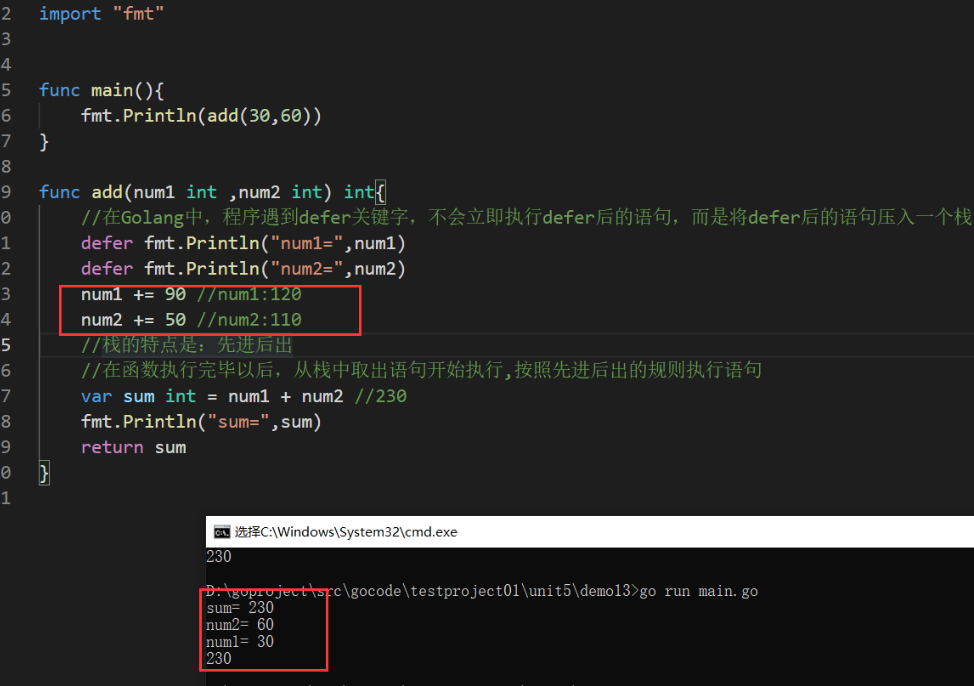 2 import "fmt"
3
4
5 func main(){
6 fmt.Println(add(30,60))
7 }
8
9 func add(num1 int ,num2 int) int{
0 //在Golang中，程序遇到defer关键字，不会立即执行defer后的语句，而是将defer后的语句压入一个栈
1 defer fmt.Println("num1=",num1)
2 defer fmt.Println("num2=",num2)
3 num1 += 90 //num1:120
4 num2 += 50 //num2:110
5 //栈的特点是：先进后出
6 //在函数执行完毕以后，从栈中取出语句开始执行,按照先进后出的规则执行语句
7 var sum int = num1 + num2 //230
8 fmt.Println("sum=",sum)
9 return sum
0 }
1
选择C:\Windows\System32\cmd.exe
230
D:\goproject\src\gocode\testproject01\unit5\demo13>go run main.go
sum= 230
num2= 60
num1= 30
230